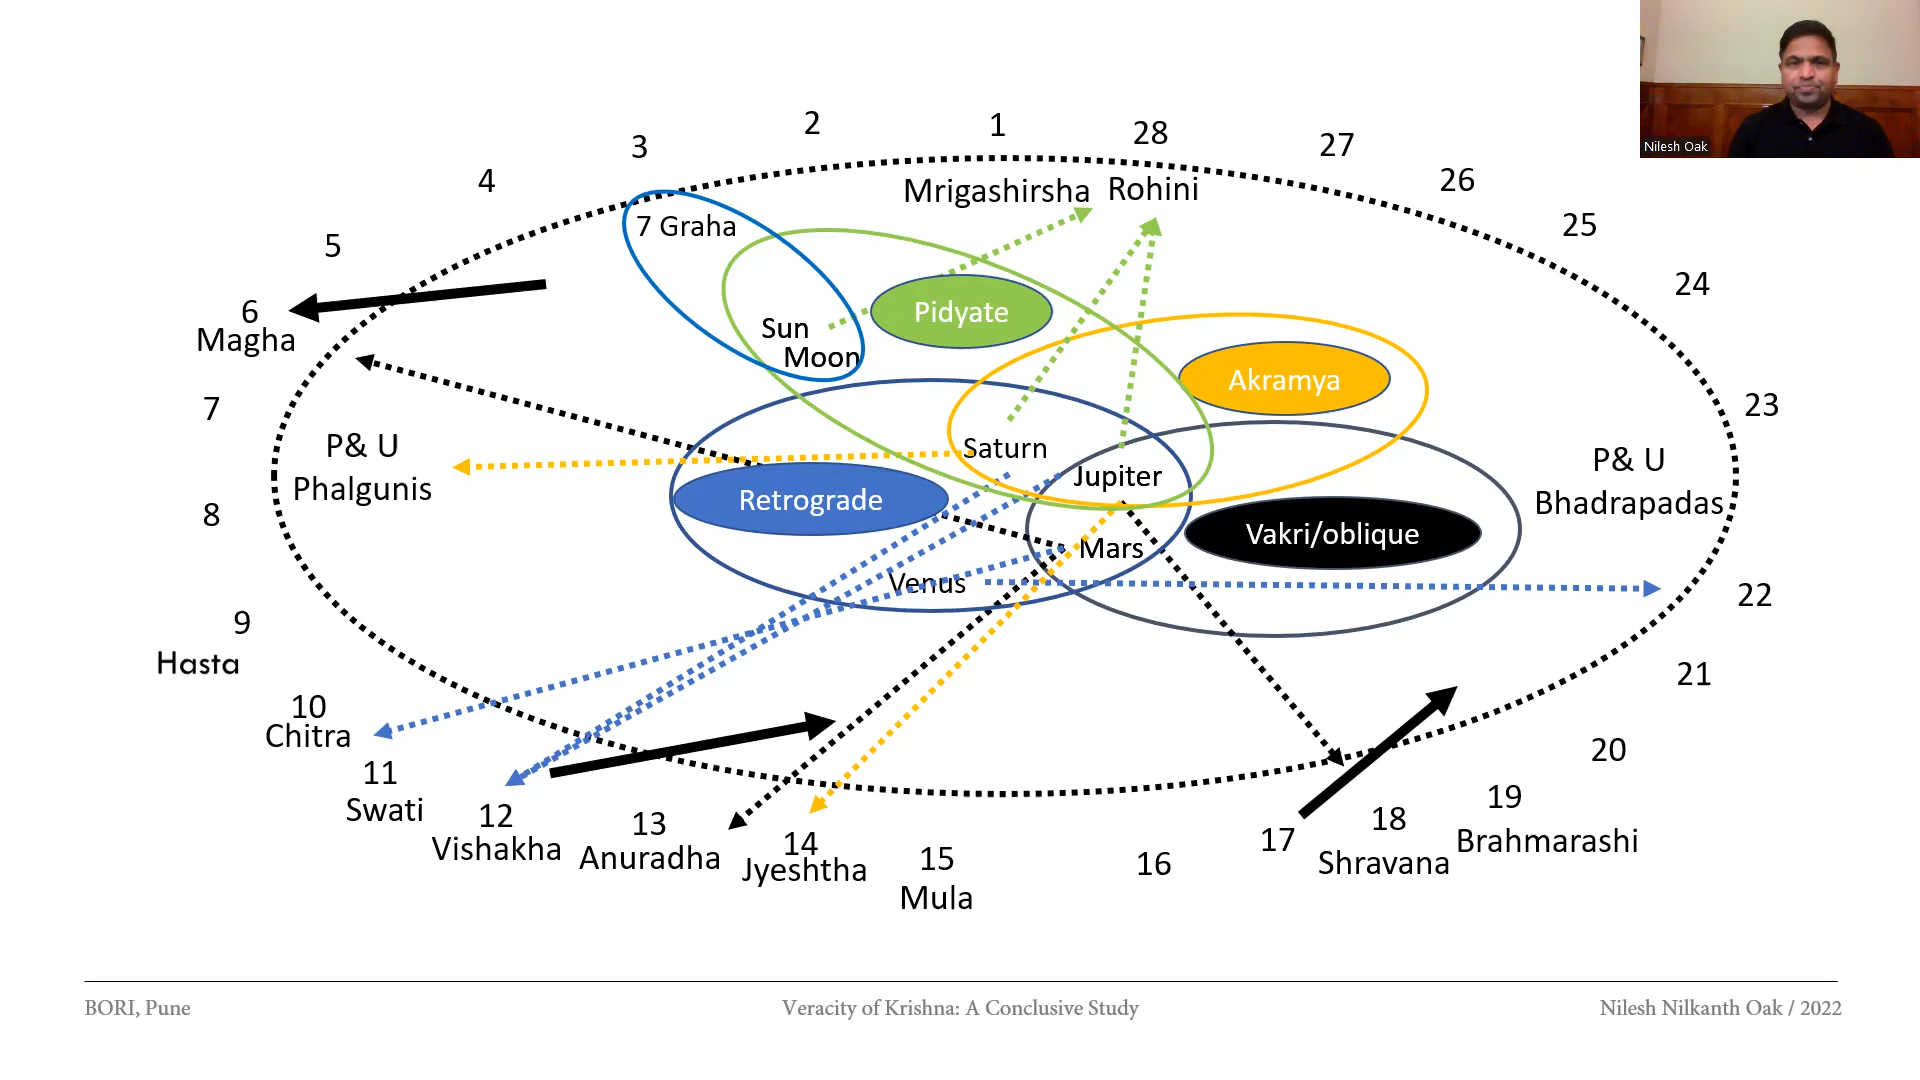 Nilesh Oak
2
1
28
3
27
4
26
Mrigashirsha
Rohini
7 Graha
25
5
24
6
Magha
Pidyate
Sun
Moon
Akramya
7
23
P& U
Phalgunis
Saturn
Jupiter
P& U
Bhadrapadas
Retrograde
8
Vakri/oblique
Mars
Venus
22
9
Hasta
21
10
Chitra
20
11
Swati
19
Brahmarashi
12
Vishakha
13
Anuradha
14
Jyeshtha
15
Mula
16
17
18
Shravana
BORI, Pune
Veracity of Krishna: A Conclusive Study
Nilesh Nilkanth Oak / 2022